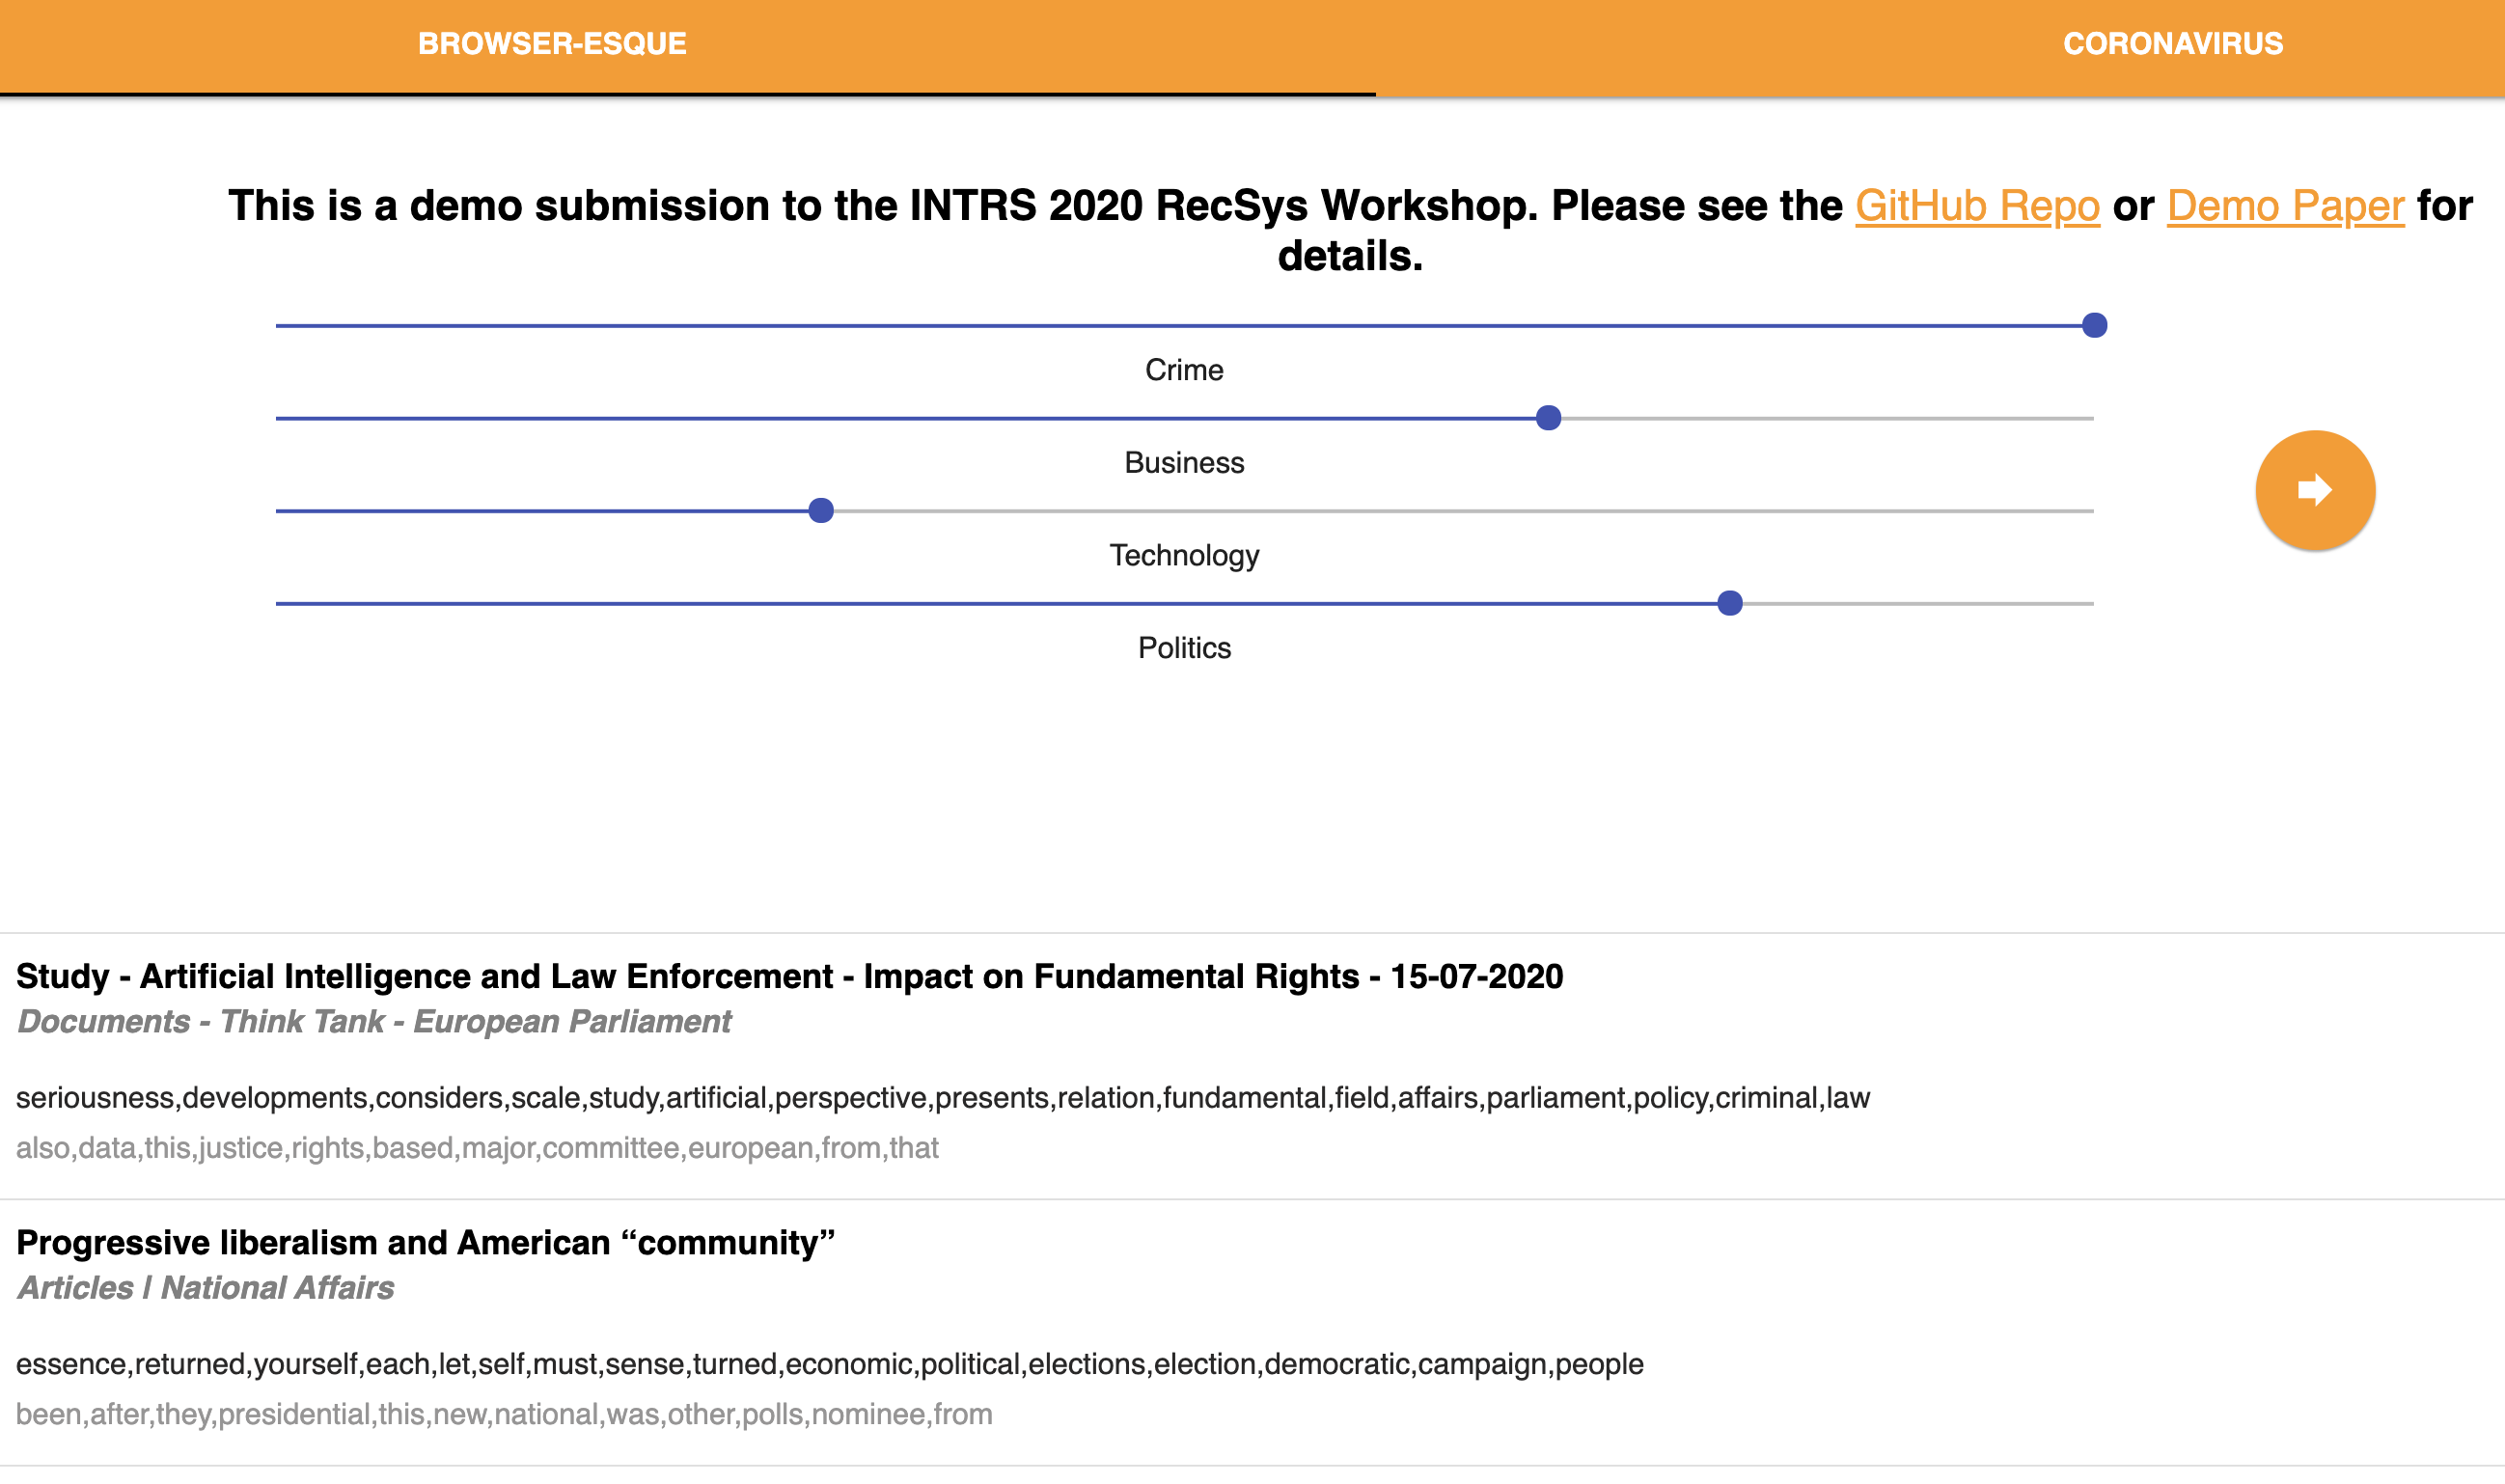 BROWSER-ESQUE
CORONAVIRUS
This is a demo submission to the INTRS 2020 RecSys Workshop. Please see the GitHub Repo or Demo Paper for
details.
Crime
Business
Technology
Politics
Study - Artificial Intelligence and Law Enforcement - Impact on Fundamental Rights - 15-07-2020
Documents - Think Tank - European Parliament
seriousness,developments,considers,scale,study,artificial,perspective,presents,relation,fundamental,field,affairs,parliament,policy,criminal,law
also,data,this,justice,rights,based,major,committee,european,from,that
Progressive liberalism and American “community”
Articles | National Affairs
essence,returned,yourself,each,let,self,must,sense,turned,economic,political,elections,election,democratic,campaign,people
been,after,they,presidential,this,new,national,was,other,polls,nominee,from